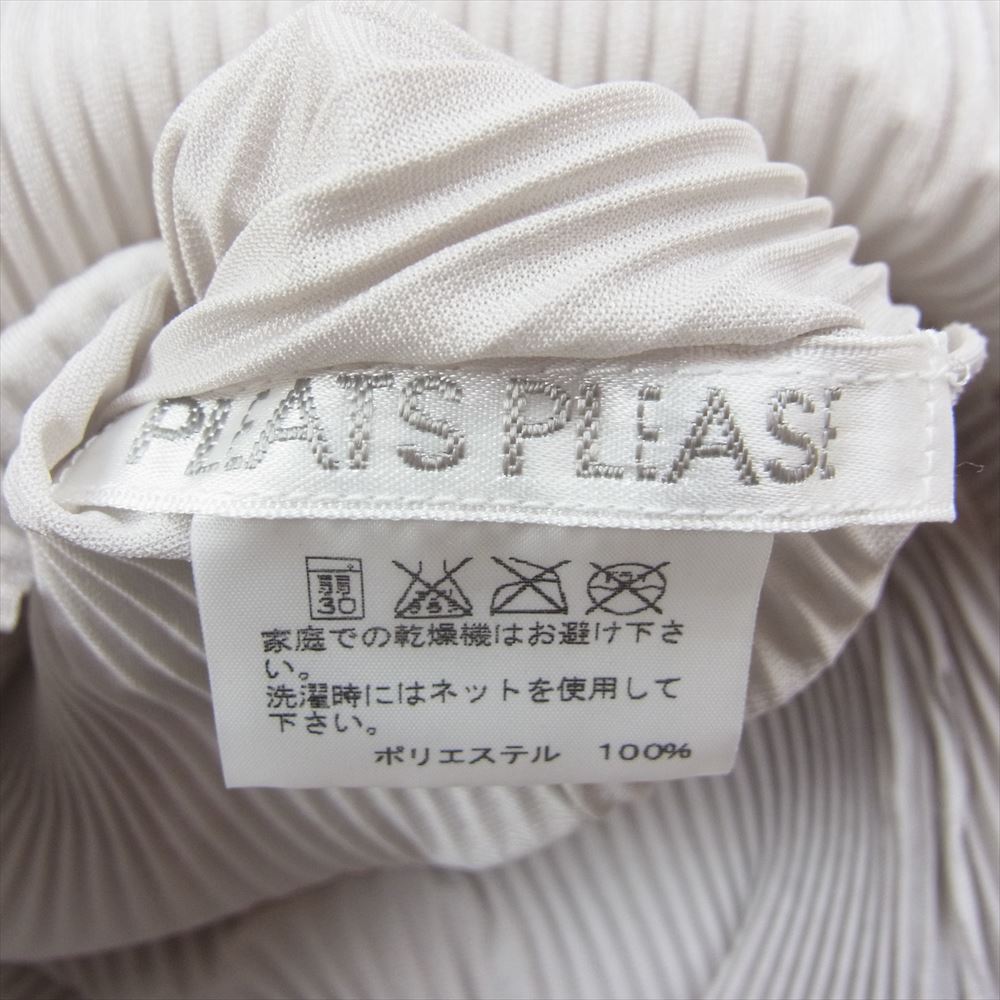 PLEATS PLEASE
弱
30
家庭での乾燥機はお避け下さ
い。
洗濯時にはネットを使用して
下さい。
ポリエステル 100%